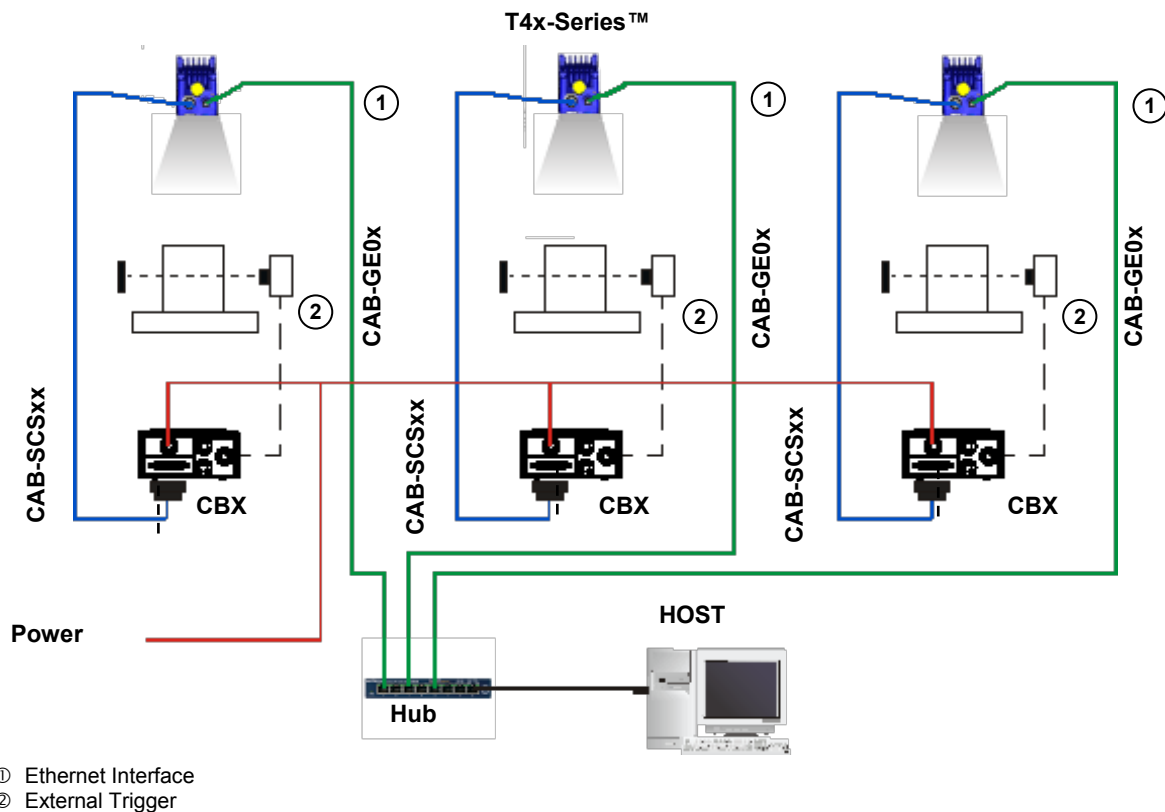 T4x-Series™
1
1
1
CAB-GE0x
CAB-GE0x
CAB-GE0x
2
2
2
CAB-SCSxx
CAB-SCSxx
CAB-SCSxx
CBX
CBX
CBX
Power
HOST
Hub
① Ethernet Interface
② External Trigger